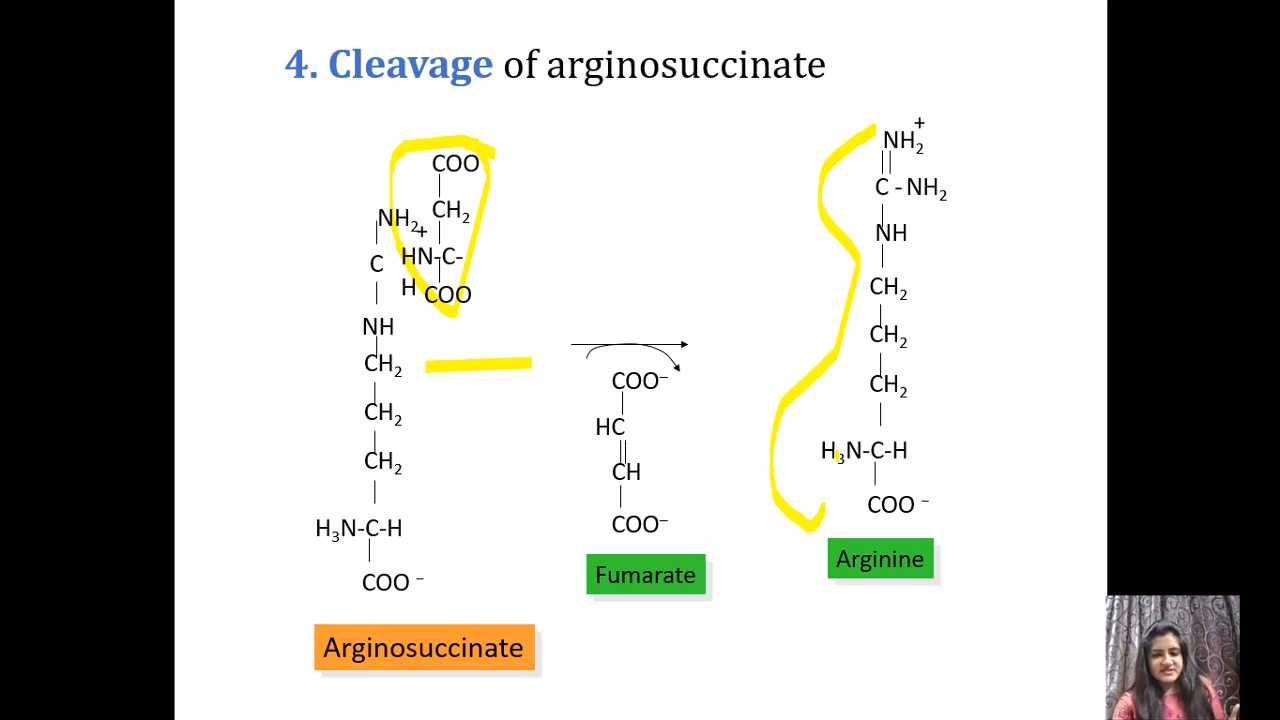 4. Cleavage of arginosuccinate
COO
CH2
NH2
+
HN-C-
C
H
COO
NH
CH2
CH2
CH2
H3N-C-H
COO –
Arginosuccinate
COO–
HC
CH
COO–
Fumarate
+
NH2
C - NH2
NH
CH2
CH2
CH2
H3N-C-H
COO –
Arginine